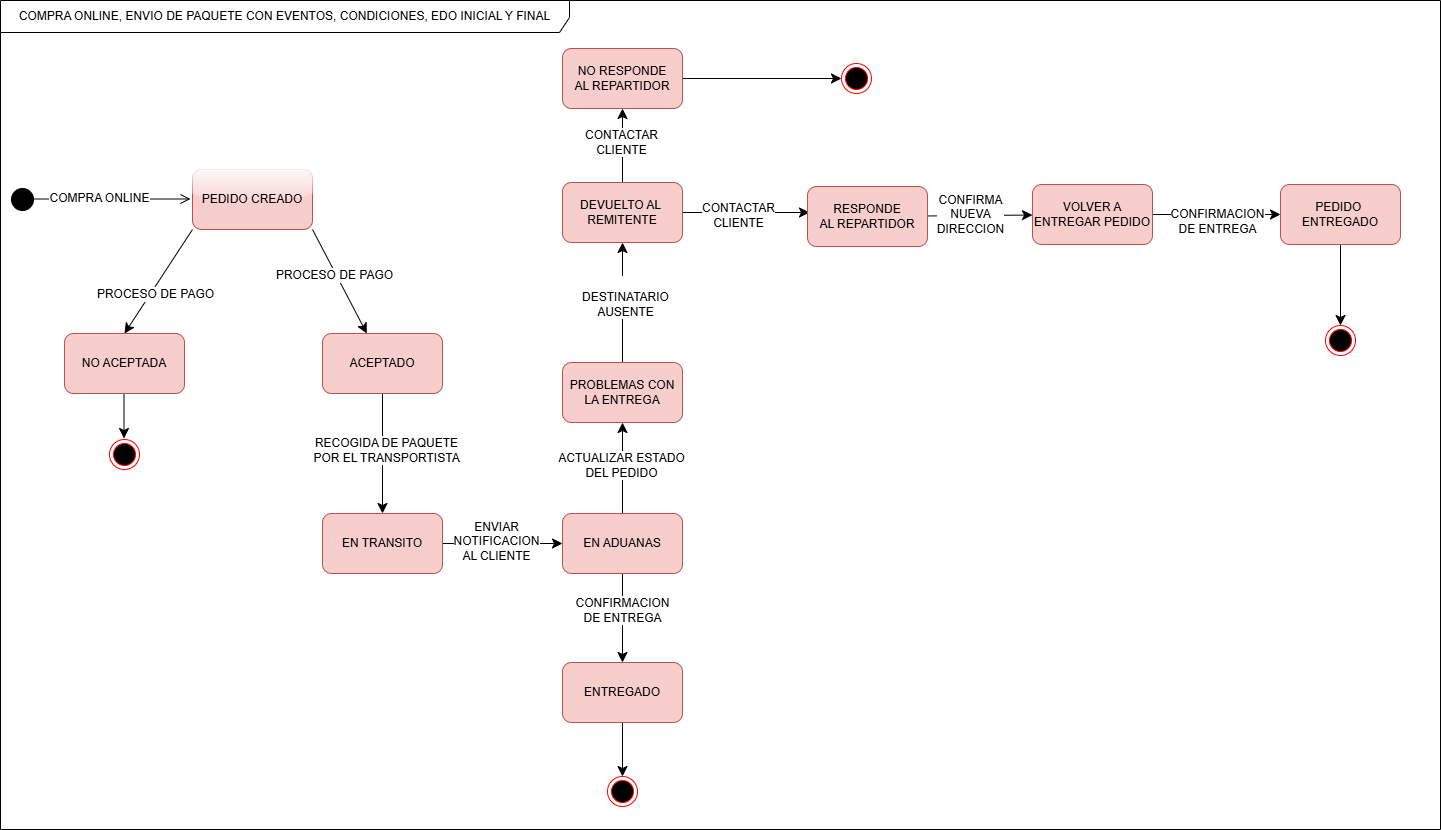 COMPRA ONLINE, ENVIO DE PAQUETE CON EVENTOS, CONDICIONES, EDO INICIAL Y FINAL
NO RESPONDE
AL REPARTIDOR
CONTACTAR
CLIENTE
COMPRA ONLINE
PEDIDO CREADO
DEVUELTO AL
REMITENTE
CONTACTAR
CLIENTE
RESPONDE
AL REPARTIDOR
CONFIRMA
NUEVA
DIRECCION
VOLVER A
ENTREGAR PEDIDO
CONFIRMACION
DE ENTREGA
PEDIDO
ENTREGADO
PROCESO DE PAGO
PROCESO DE PAGO
DESTINATARIO
AUSENTE
NO ACEPTADA
ACEPTADO
PROBLEMAS CON
LA ENTREGA
RECOGIDA DE PAQUETE
POR EL TRANSPORTISTA
ACTUALIZAR ESTADO
DEL PEDIDO
EN TRANSITO
ENVIAR
NOTIFICACION
AL CLIENTE
EN ADUANAS
CONFIRMACION
DE ENTREGA
ENTREGADO